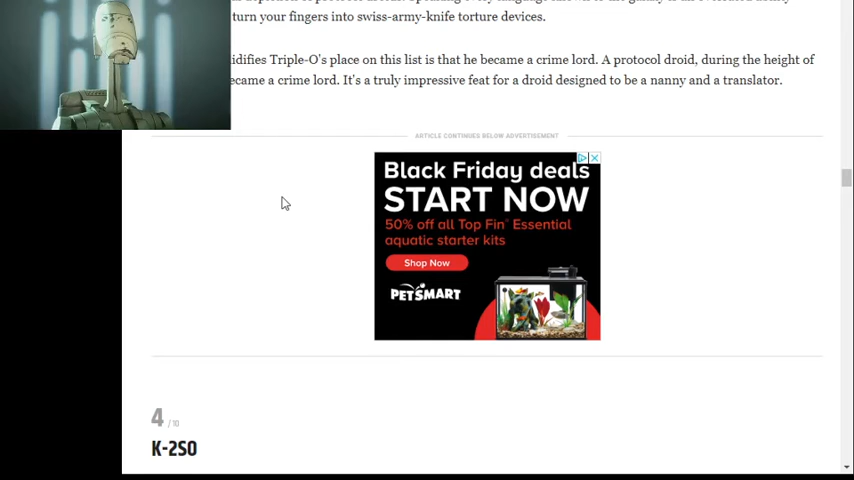 turn your fingers into swiss-army-knife torture devices.
Triple-O's place on this list is that he became a crime lord. A protocol droid, during the height of
became a crime lord. It's a truly impressive feat for a droid designed to be a nanny and a translator.
ARTICLE CONTINUES BELOW ADVERTISEMENT
Black Friday deals
START NOW
50% off all Top Fin® Essential
aquatic starter kits
Shop Now
PETSMART
4 / 10
K-2SO